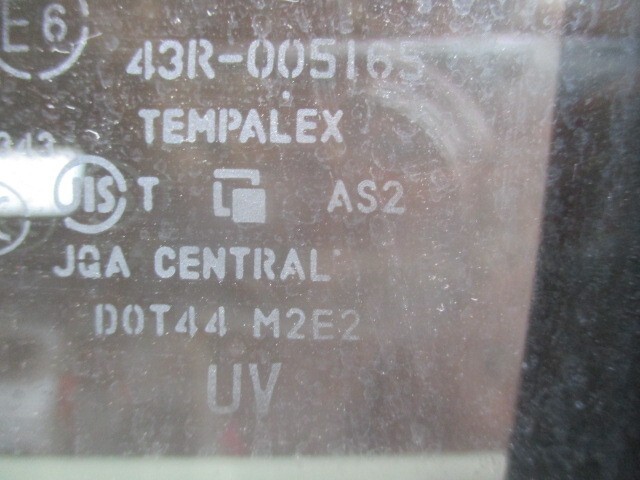 E6
43R-005165
TEMPALEX
JIS T AS2
JQA CENTRAL
DOT44 M2E2
UV